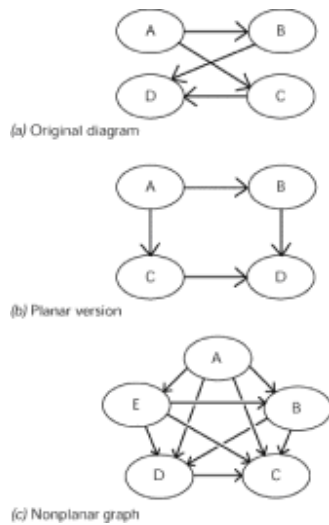 A B
D C
(a) Original diagram
A B
C D
(b) Planar version
A
E B
D C
(c) Nonplanar graph